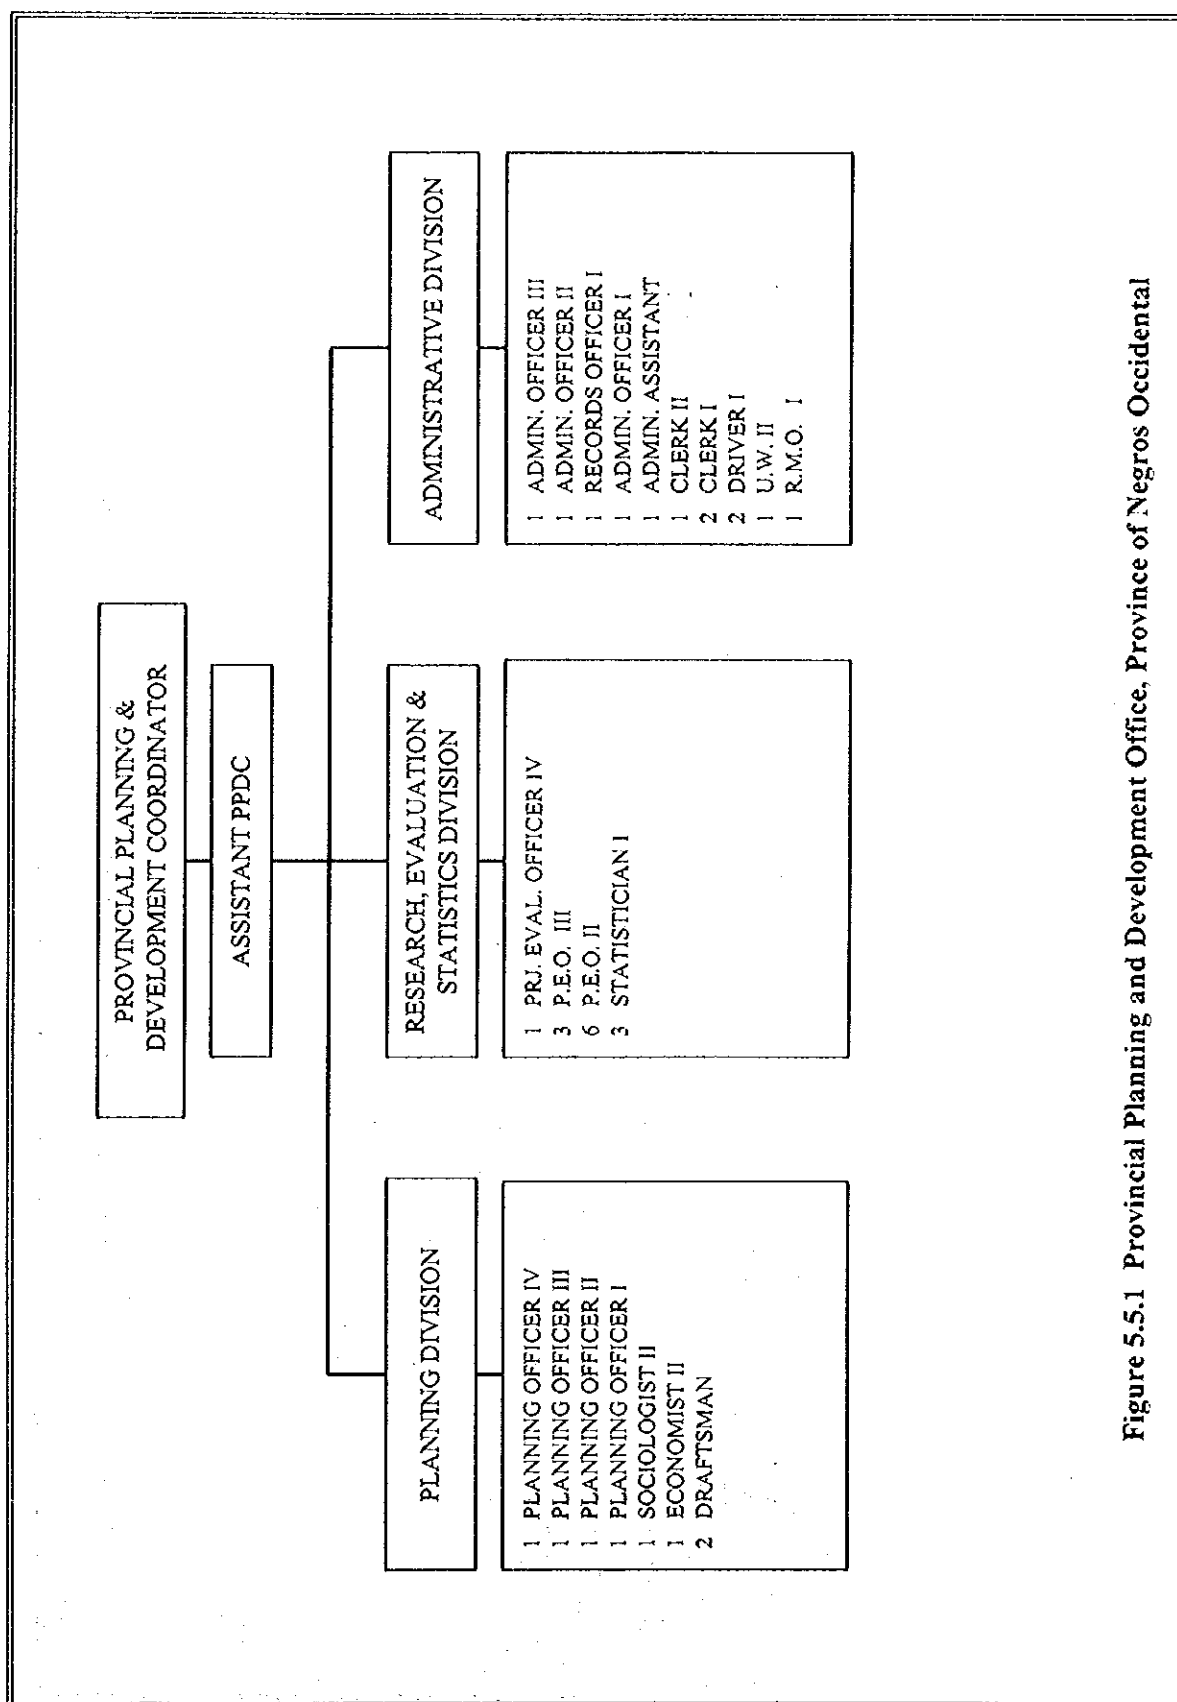 PROVINCIAL PLANNING &
DEVELOPMENT COORDINATOR
ASSISTANT PPDC
PLANNING DIVISION
1 PLANNING OFFICER IV
1 PLANNING OFFICER III
1 PLANNING OFFICER II
1 PLANNING OFFICER I
1 SOCIOLOGIST II
1 ECONOMIST II
2 DRAFTSMAN
RESEARCH, EVALUATION &
STATISTICS DIVISION
1 PRJ. EVAL. OFFICER IV
3 P.E.O. III
6 P.E.O. II
3 STATISTICIAN I
ADMINISTRATIVE DIVISION
1 ADMIN. OFFICER III
1 ADMIN. OFFICER II
1 RECORDS OFFICER I
1 ADMIN. OFFICER I
1 ADMIN. ASSISTANT
1 CLERK II
2 CLERK I
2 DRIVER I
1 U.W. II
1 R.M.O. I
Figure 5.5.1 Provincial Planning and Development Office, Province of Negros Occidental